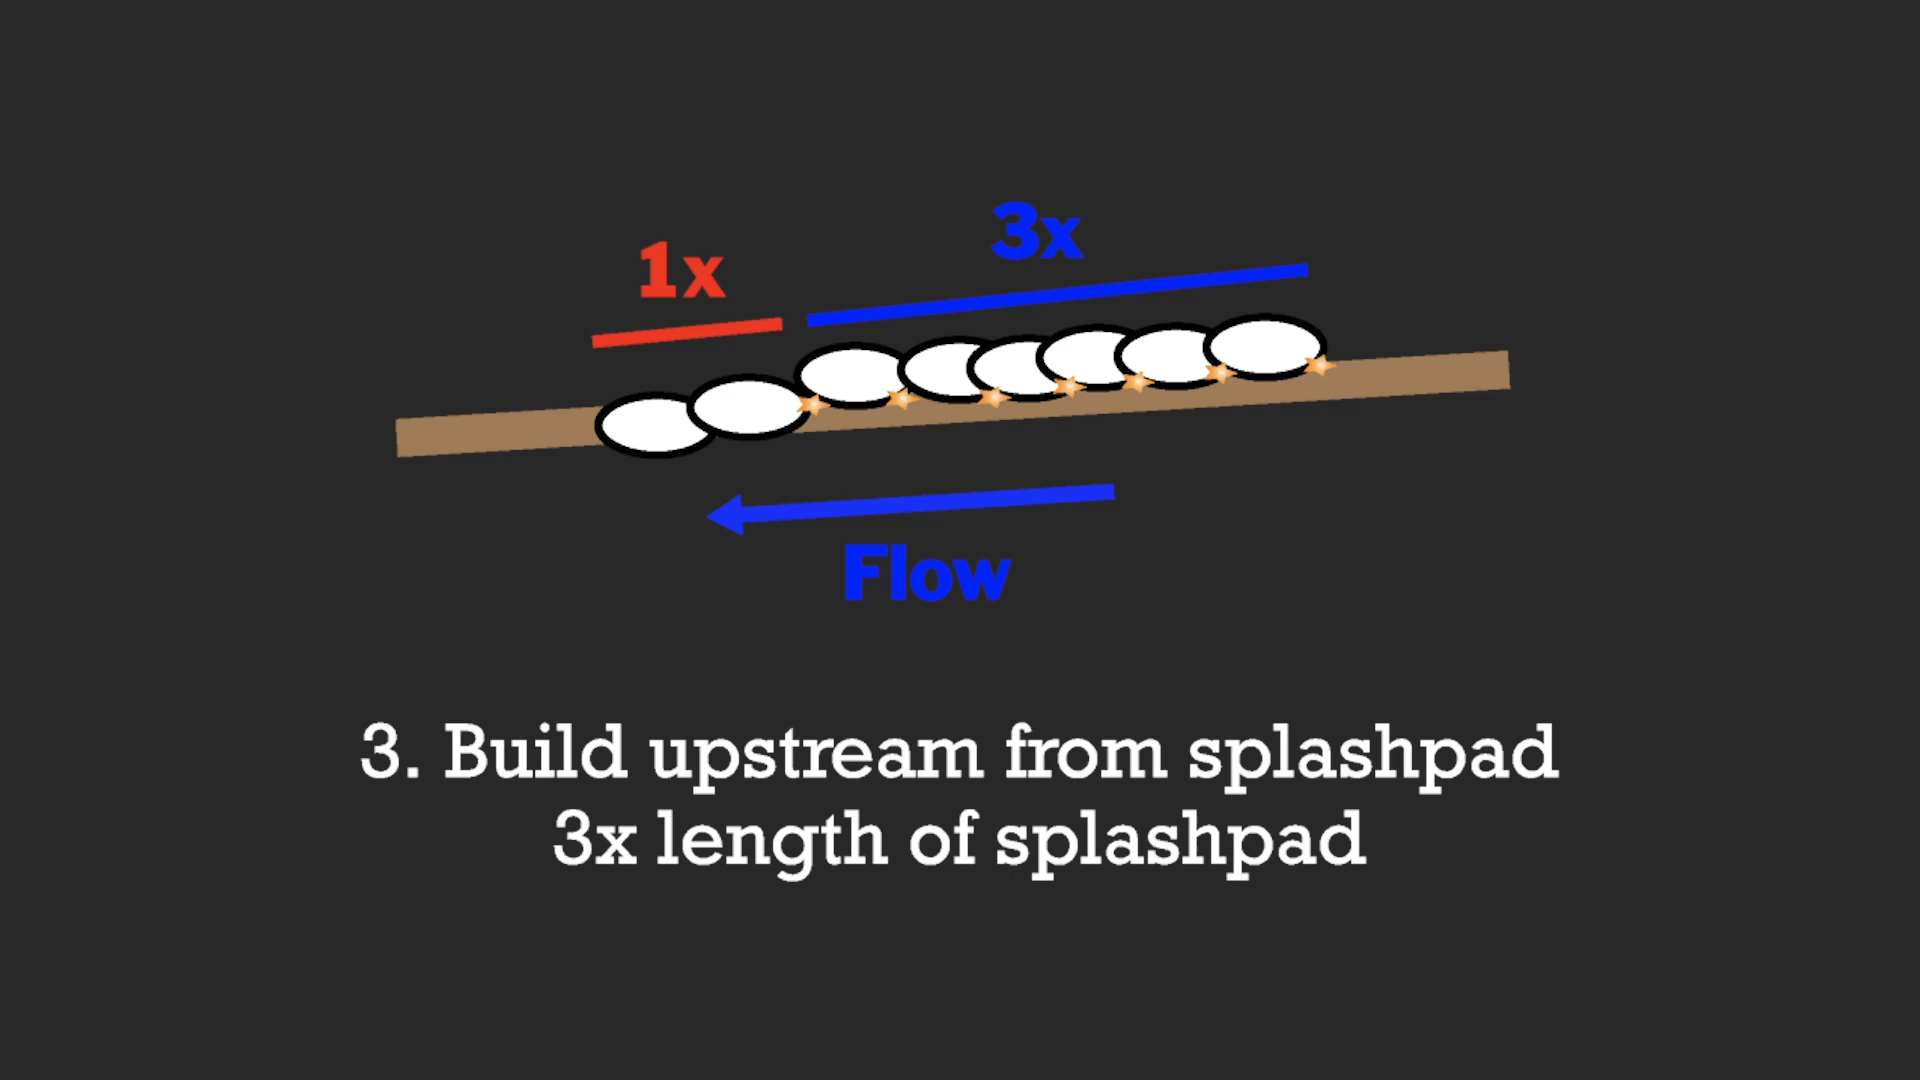 3x
1x
Flow
3. Build upstream from splashpad
3x length of splashpad